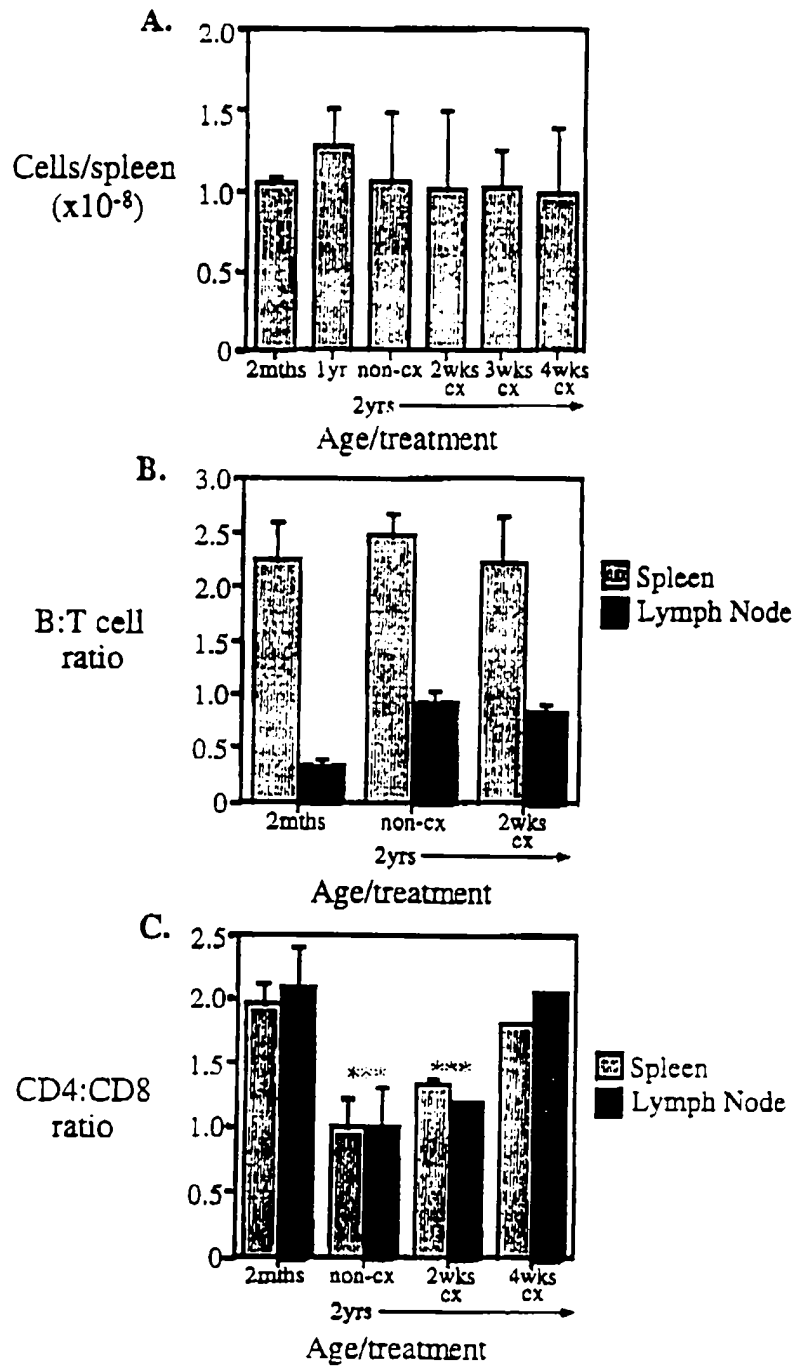 A.
2.0
1.5
1.0
0.5
0
Cells/spleen
(x10-8)
2mths 1yr non-cx 2wks cx 3wks cx 4wks cx
2yrs
Age/treatment
B.
3.0
2.5
2.0
1.5
1.0
0.5
0
B:T cell
ratio
Spleen
Lymph Node
2mths non-cx 2wks cx
2yrs
Age/treatment
C.
2.5
2.0
1.5
1.0
0.5
0
CD4:CD8
ratio
*** ***
Spleen
Lymph Node
2mths non-cx 2wks cx 4wks cx
2yrs
Age/treatment